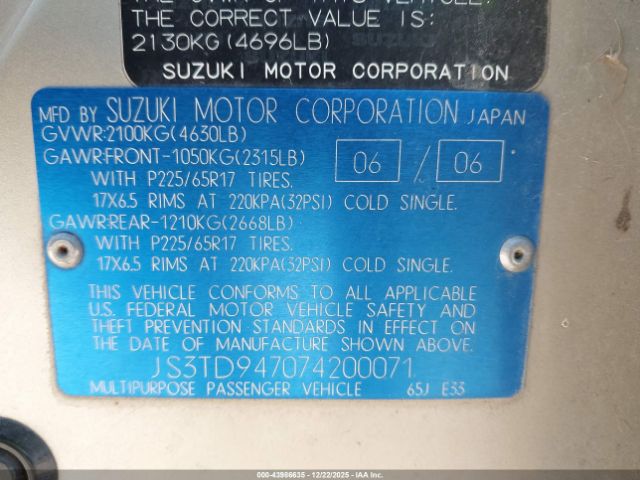 THE CORRECT VALUE IS:
2130KG(4696LB)
SUZUKI MOTOR CORPORATION
MFD BY SUZUKI MOTOR CORPORATION JAPAN
GVWR:2100KG(4630LB)
GAWR:FRONT-1050KG(2315LB) 06 / 06
WITH P225/65R17 TIRES.
17X6.5 RIMS AT 220KPA(32PSI) COLD SINGLE.
GAWR:REAR-1210KG(2668LB)
WITH P225/65R17 TIRES.
17X6.5 RIMS AT 220KPA(32PSI) COLD SINGLE.
THIS VEHICLE CONFORMS TO ALL APPLICABLE
U.S. FEDERAL MOTOR VEHICLE SAFETY AND
THEFT PREVENTION STANDARDS IN EFFECT ON
THE DATE OF MANUFACTURE SHOWN ABOVE.
JS3TD947074200071
MULTIPURPOSE PASSENGER VEHICLE 65J E33
000-43986635 - 12/22/2025 - IAAI.COM